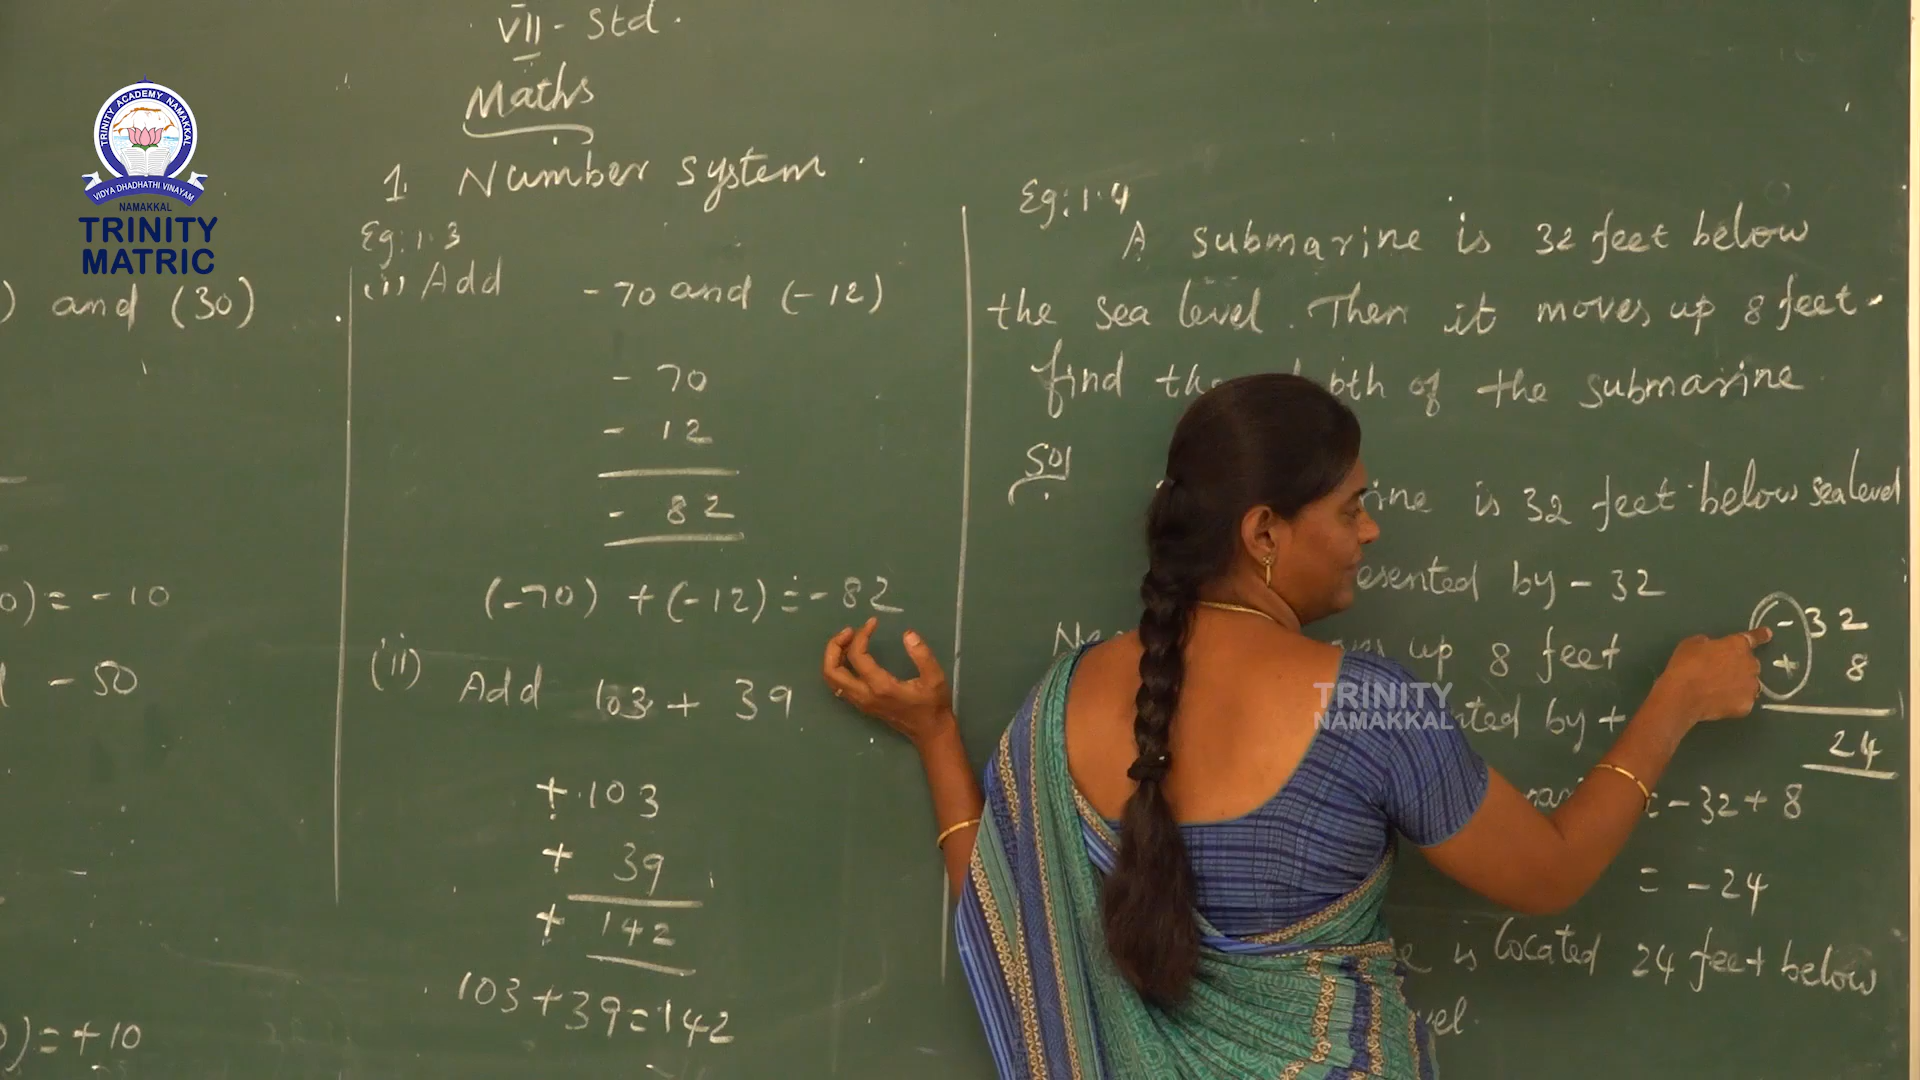 TRINITY ACADEMY NAMAKKAL
VIDYA DHADHATHI VINAYAM
NAMAKKAL
TRINITY
MATRIC
VII - Std.
Maths
1. Number system.
) and (30)
0) = - 10
- 50
0) = + 10
Eg: 1.3
(i) Add - 70 and (-12)
- 70
- 12
- 82
(-70) + (-12) = - 82
(ii) Add 103 + 39
+ 103
+ 39
+ 142
103 + 39 = 142
Eg: 1.4
A submarine is 32 feet below
the sea level. Then it moves up 8 feet.
find the of the submarine
Sol
is 32 feet below sea level
by - 32
up 8 feet
by +
- 32
+ 8
24
= - 32 + 8
= - 24
is located 24 feet below
TRINITY
NAMAKKAL